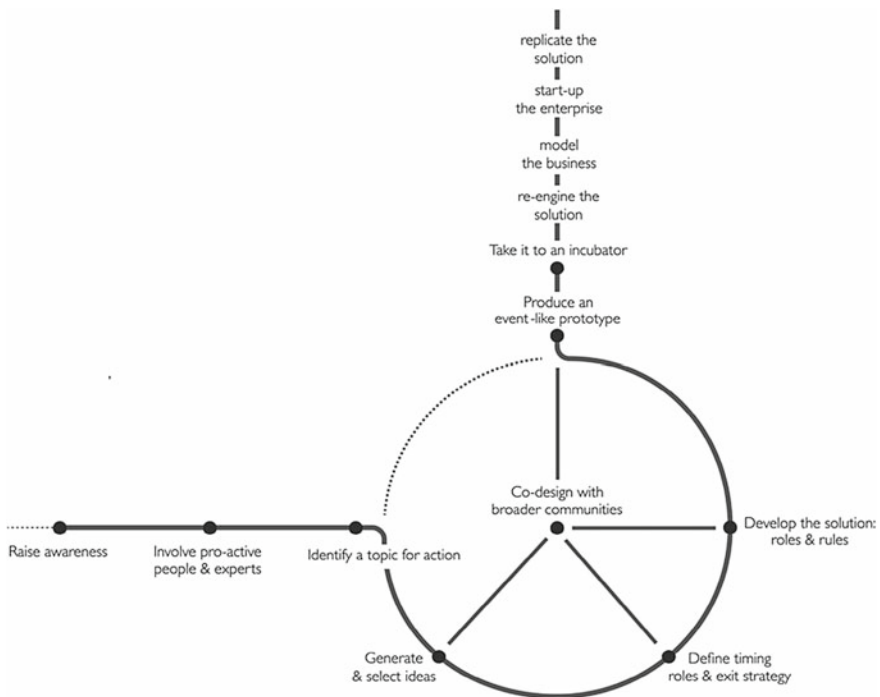 replicate the
solution
start-up
the enterprise
model
the business
re-engine the
solution
Take it to an incubator
Produce an
event-like prototype
Co-design with
broader communities
Develop the solution:
roles & rules
Raise awareness
Involve pro-active
people & experts
Identify a topic for action
Generate
& select ideas
Define timing
roles & exit strategy